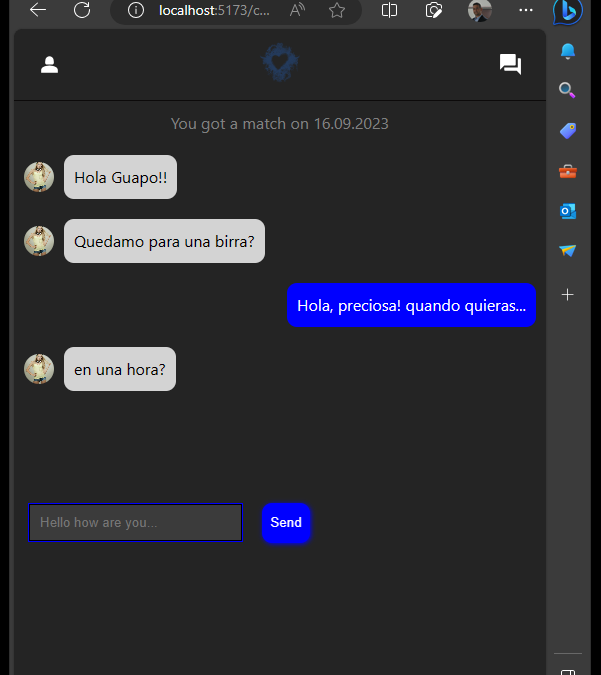 localhost:5173/c...
You got a match on 16.09.2023
Hola Guapo!!
Quedamo para una birra?
Hola, preciosa! quando quieras...
en una hora?
Hello how are you...
Send